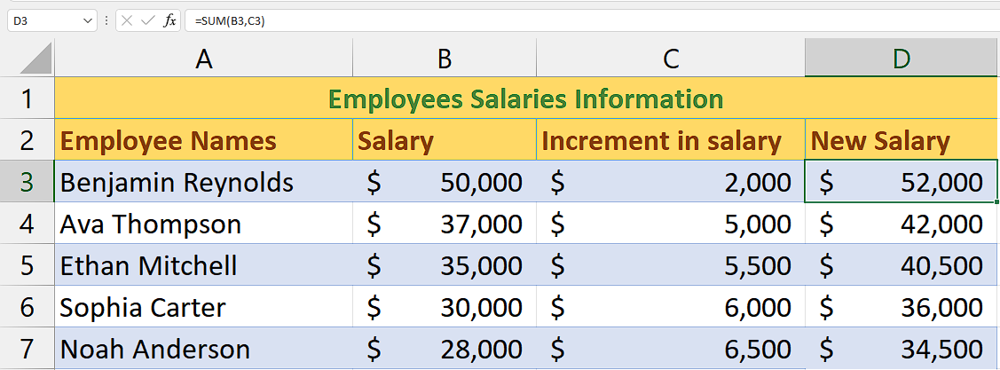 D3 fx =SUM(B3,C3)
A B C D
1 Employees Salaries Information
2 Employee Names Salary Increment in salary New Salary
3 Benjamin Reynolds $ 50,000 $ 2,000 $ 52,000
4 Ava Thompson $ 37,000 $ 5,000 $ 42,000
5 Ethan Mitchell $ 35,000 $ 5,500 $ 40,500
6 Sophia Carter $ 30,000 $ 6,000 $ 36,000
7 Noah Anderson $ 28,000 $ 6,500 $ 34,500